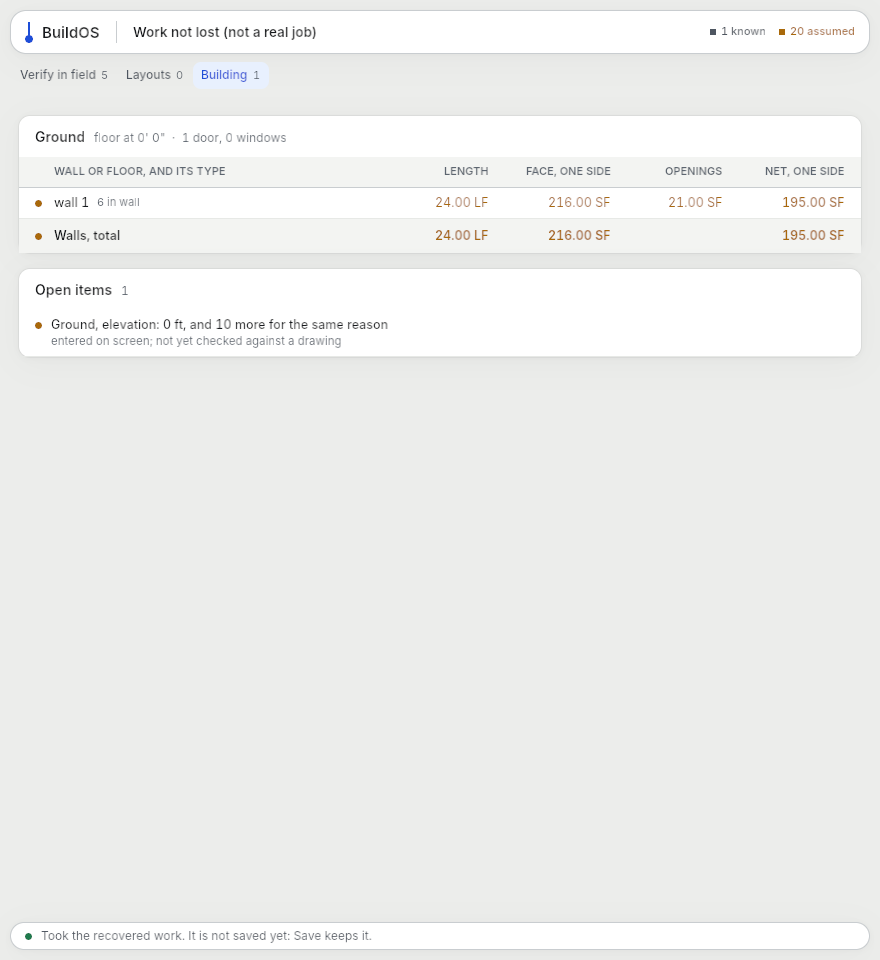 BuildOS Work not lost (not a real job) 1 known 20 assumed
Verify in field 5 Layouts 0 Building 1
Ground floor at 0' 0" · 1 door, 0 windows
WALL OR FLOOR, AND ITS TYPE LENGTH FACE, ONE SIDE OPENINGS NET, ONE SIDE
wall 1 6 in wall 24.00 LF 216.00 SF 21.00 SF 195.00 SF
Walls, total 24.00 LF 216.00 SF 195.00 SF
Open items 1
Ground, elevation: 0 ft, and 10 more for the same reason
entered on screen; not yet checked against a drawing
Took the recovered work. It is not saved yet: Save keeps it.